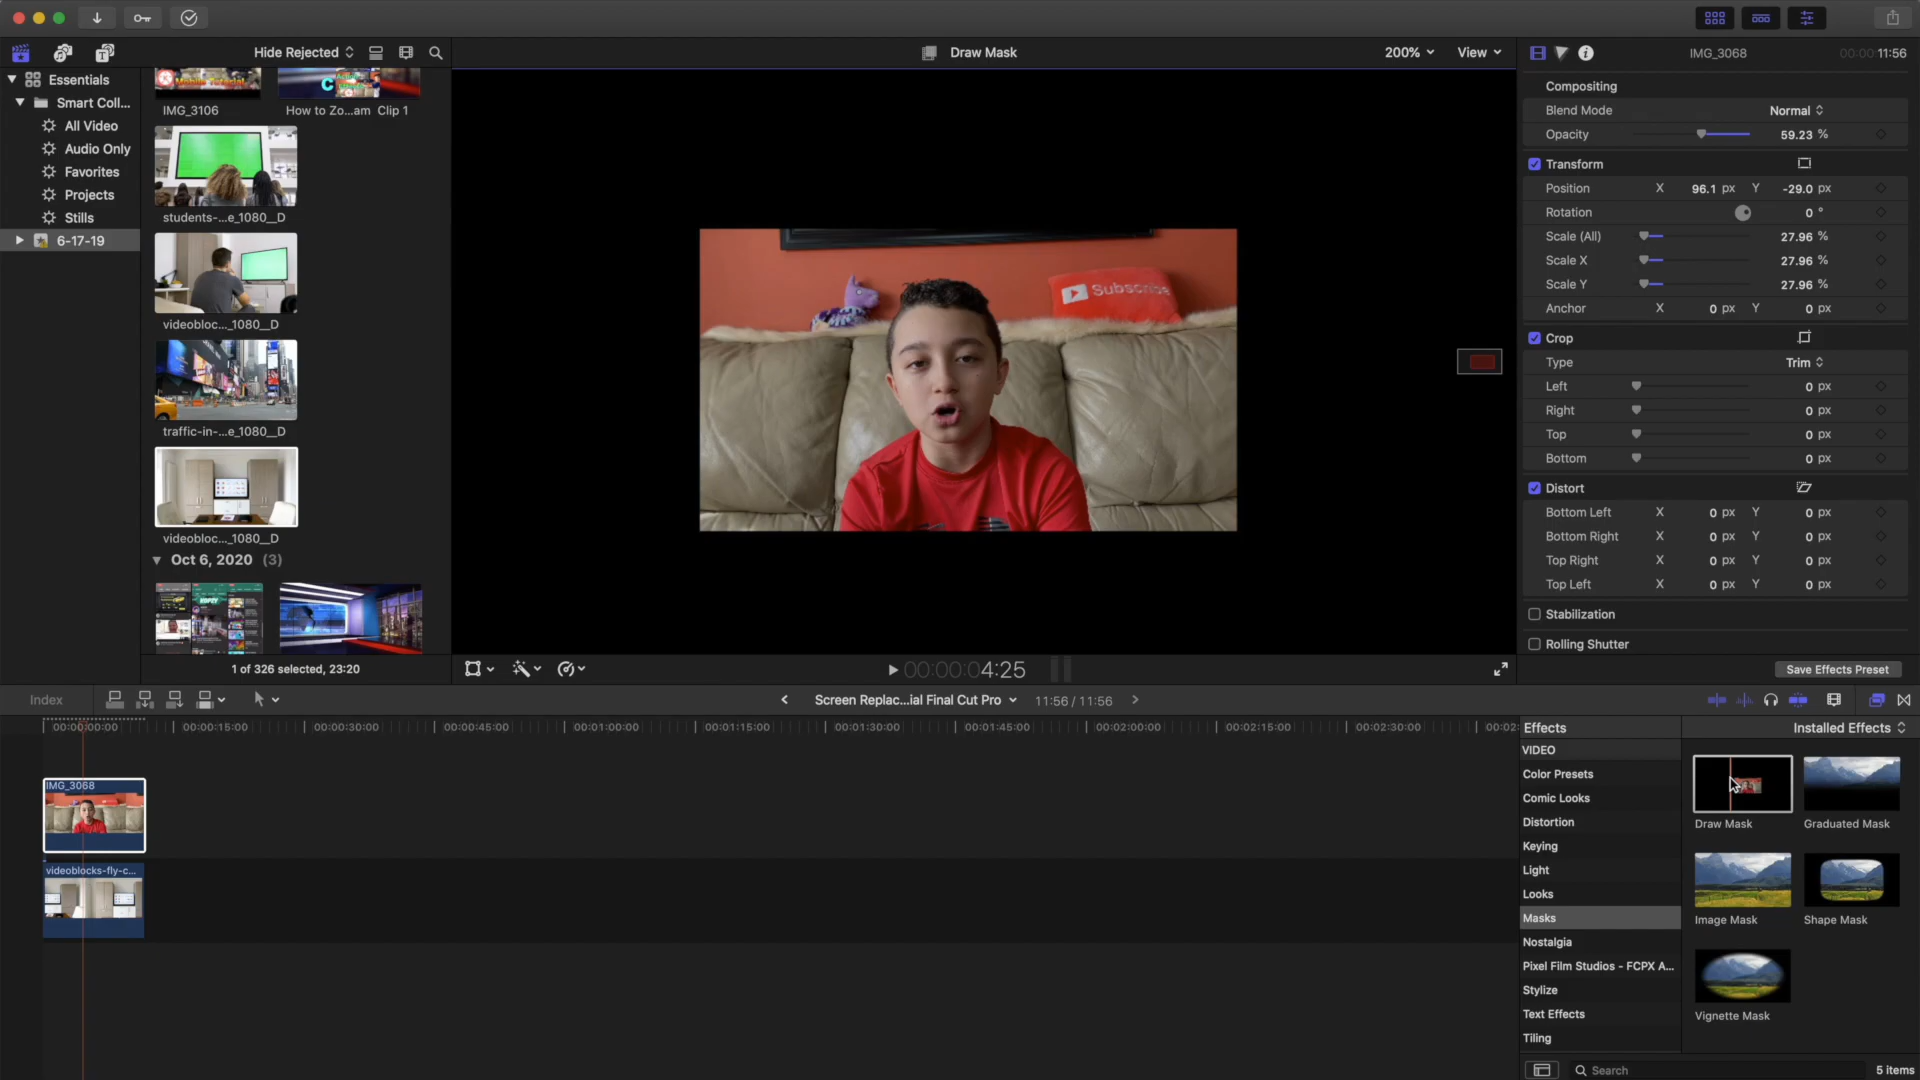 Hide Rejected
Draw Mask
200%
View
IMG_3068
00:00:11:56
Essentials
Smart Coll...
All Video
Audio Only
Favorites
Projects
Stills
6-17-19
IMG_3106
How to Zo...am Clip 1
students-...e_1080__D
videobloc..._1080__D
traffic-in-...e_1080__D
videobloc..._1080__D
Oct 6, 2020 (3)
1 of 326 selected, 23:20
Subscribe
00:00:04:25
Compositing
Blend Mode Normal
Opacity 59.23 %
Transform
Position X 96.1 px Y -29.0 px
Rotation 0 °
Scale (All) 27.96 %
Scale X 27.96 %
Scale Y 27.96 %
Anchor X 0 px Y 0 px
Crop
Type Trim
Left 0 px
Right 0 px
Top 0 px
Bottom 0 px
Distort
Bottom Left X 0 px Y 0 px
Bottom Right X 0 px Y 0 px
Top Right X 0 px Y 0 px
Top Left X 0 px Y 0 px
Stabilization
Rolling Shutter
Save Effects Preset
Index
Screen Replac...ial Final Cut Pro
11:56 / 11:56
00:00:00:00
00:00:15:00
00:00:30:00
00:00:45:00
00:01:00:00
00:01:15:00
00:01:30:00
00:01:45:00
00:02:00:00
00:02:15:00
00:02:30:00
00:02:
IMG_3068
videoblocks-fly-c...
Effects
Installed Effects
VIDEO
Color Presets
Comic Looks
Distortion
Keying
Light
Looks
Masks
Nostalgia
Pixel Film Studios - FCPX A...
Stylize
Text Effects
Tiling
Draw Mask
Graduated Mask
Image Mask
Shape Mask
Vignette Mask
Search
5 items